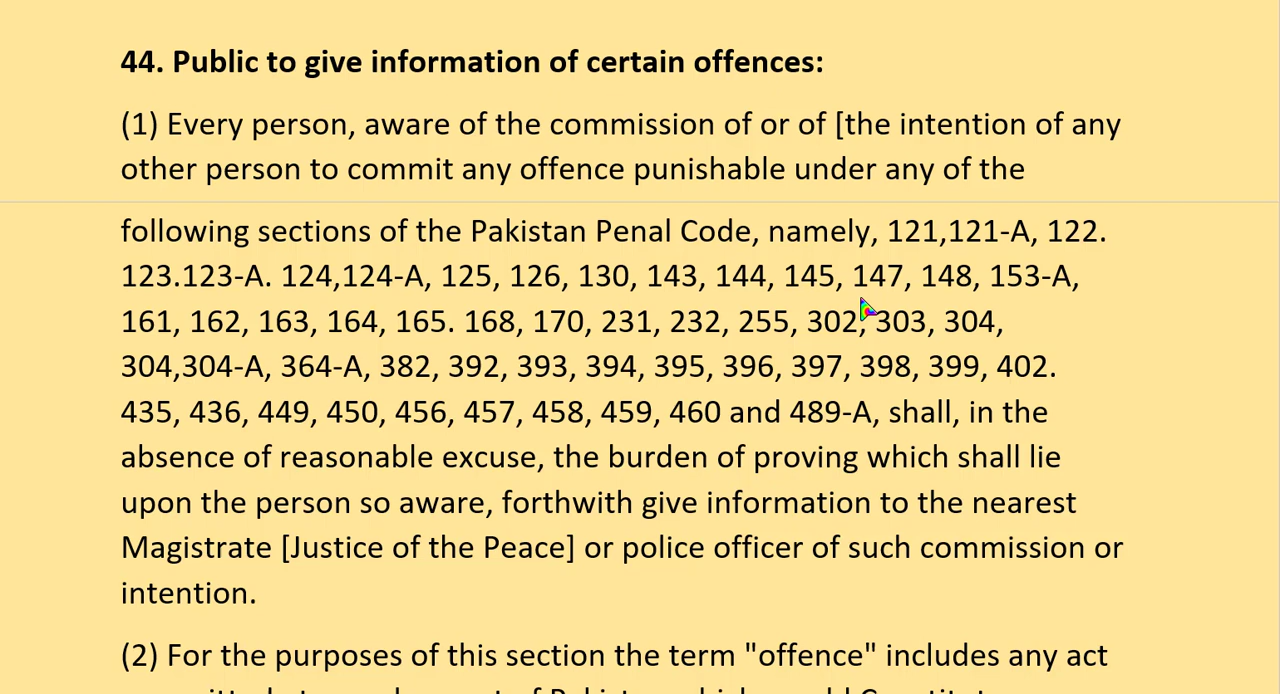 44. Public to give information of certain offences:
(1) Every person, aware of the commission of or of [the intention of any
other person to commit any offence punishable under any of the
following sections of the Pakistan Penal Code, namely, 121,121-A, 122.
123.123-A. 124,124-A, 125, 126, 130, 143, 144, 145, 147, 148, 153-A,
161, 162, 163, 164, 165. 168, 170, 231, 232, 255, 302, 303, 304,
304,304-A, 364-A, 382, 392, 393, 394, 395, 396, 397, 398, 399, 402.
435, 436, 449, 450, 456, 457, 458, 459, 460 and 489-A, shall, in the
absence of reasonable excuse, the burden of proving which shall lie
upon the person so aware, forthwith give information to the nearest
Magistrate [Justice of the Peace] or police officer of such commission or
intention.
(2) For the purposes of this section the term "offence" includes any act